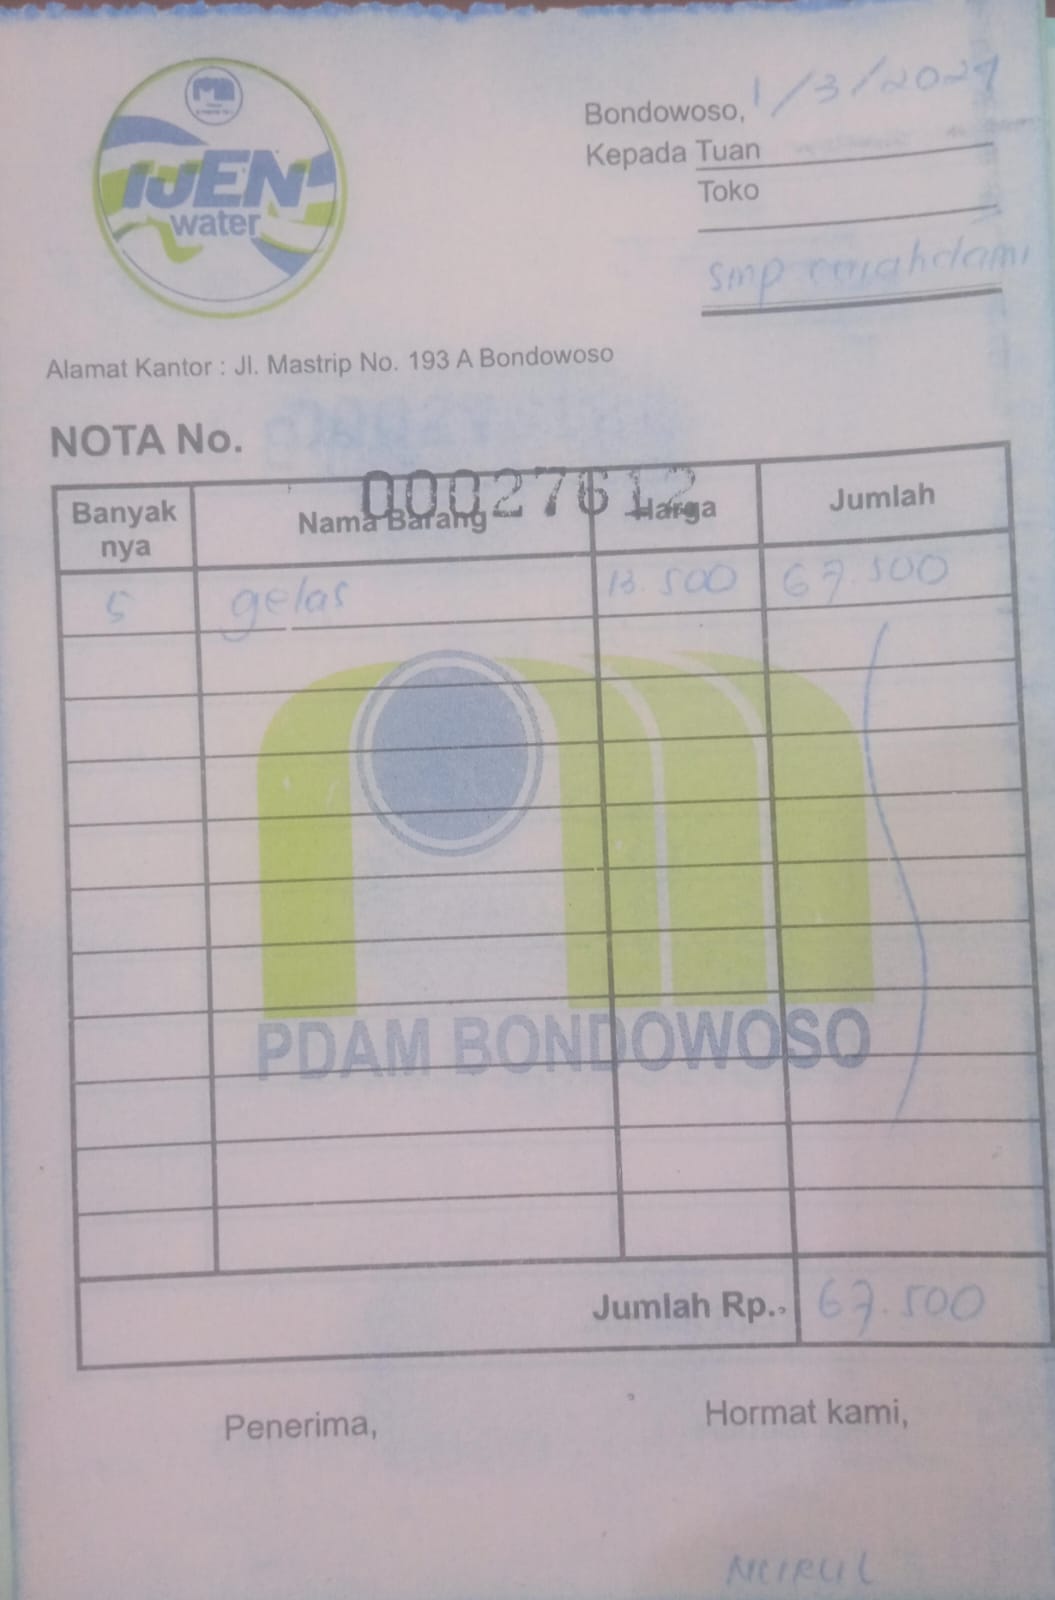 IJEN
water
Bondowoso, 1/3/2021
Kepada Tuan
Toko
smp
Alamat Kantor : Jl. Mastrip No. 193 A Bondowoso
NOTA No.
00027612
Banyak nya Nama Barang Harga Jumlah
5 gelas 13.500 67.500
PDAM BONDOWOSO
Jumlah Rp. 67.500
Penerima, Hormat kami,
NURUL